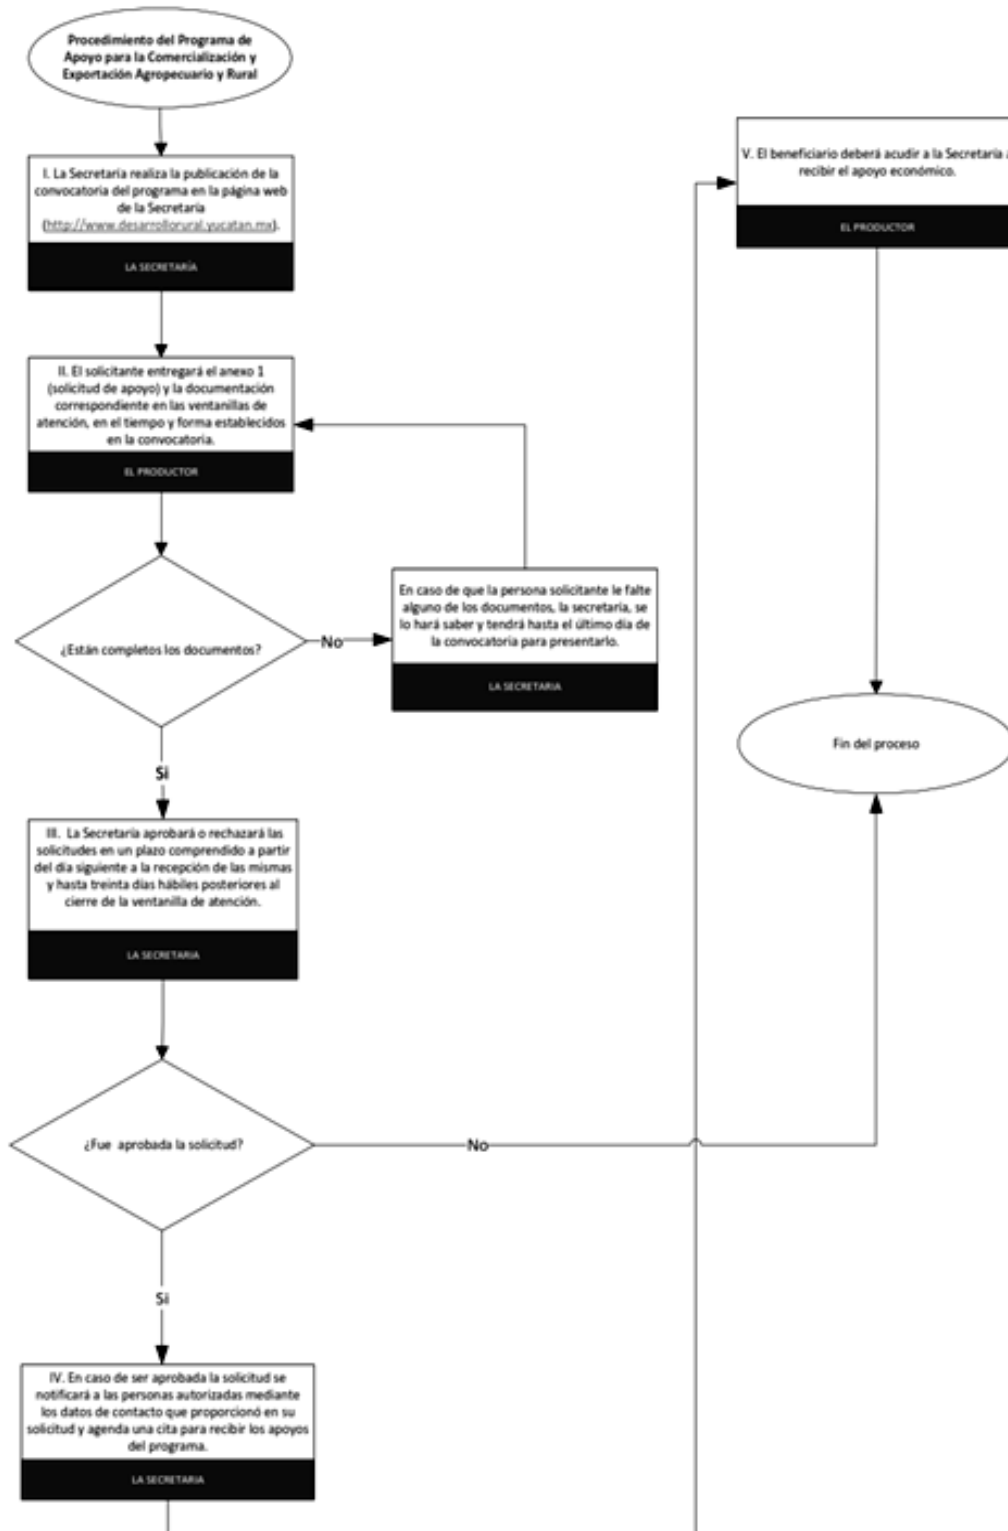 Procedimiento del Programa de
Apoyo para la Comercialización y
Exportación Agropecuario y Rural
I. La Secretaría realiza la publicación de la
convocatoria del programa en la página web
de la Secretaría
(http://www.desarrollorural.yucatan.mx).
LA SECRETARÍA
II. El solicitante entregará el anexo 1
(solicitud de apoyo) y la documentación
correspondiente en las ventanillas de
atención, en el tiempo y forma establecidos
en la convocatoria.
EL PRODUCTOR
¿Están completos los documentos?
No
En caso de que la persona solicitante le falte
alguno de los documentos, la secretaría, se
lo hará saber y tendrá hasta el último día de
la convocatoria para presentarlo.
LA SECRETARIA
Si
III. La Secretaría aprobará o rechazará las
solicitudes en un plazo comprendido a partir
del día siguiente a la recepción de las mismas
y hasta treinta días hábiles posteriores al
cierre de la ventanilla de atención.
LA SECRETARIA
¿Fue aprobada la solicitud?
No
Si
IV. En caso de ser aprobada la solicitud se
notificará a las personas autorizadas mediante
los datos de contacto que proporcionó en su
solicitud y agenda una cita para recibir los apoyos
del programa.
LA SECRETARIA
V. El beneficiario deberá acudir a la Secretaría a
recibir el apoyo económico.
EL PRODUCTOR
Fin del proceso